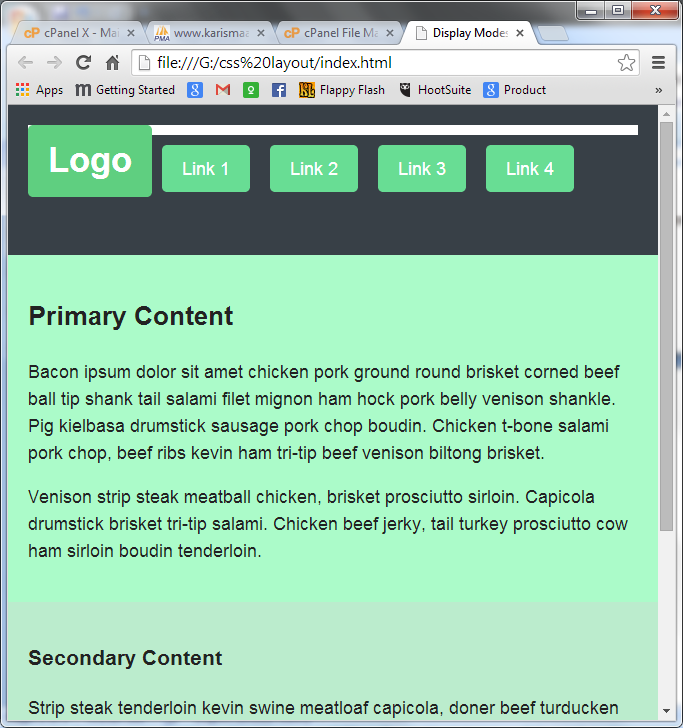 cPanel X - Mai
www.karisma
cPanel File Ma
Display Modes
file:///G:/css%20layout/index.html
Apps
Getting Started
Flappy Flash
HootSuite
Product
»
Logo
Link 1
Link 2
Link 3
Link 4
Primary Content
Bacon ipsum dolor sit amet chicken pork ground round brisket corned beef
ball tip shank tail salami filet mignon ham hock pork belly venison shankle.
Pig kielbasa drumstick sausage pork chop boudin. Chicken t-bone salami
pork chop, beef ribs kevin ham tri-tip beef venison biltong brisket.
Venison strip steak meatball chicken, brisket prosciutto sirloin. Capicola
drumstick brisket tri-tip salami. Chicken beef jerky, tail turkey prosciutto cow
ham sirloin boudin tenderloin.
Secondary Content
Strip steak tenderloin kevin swine meatloaf capicola, doner beef turducken